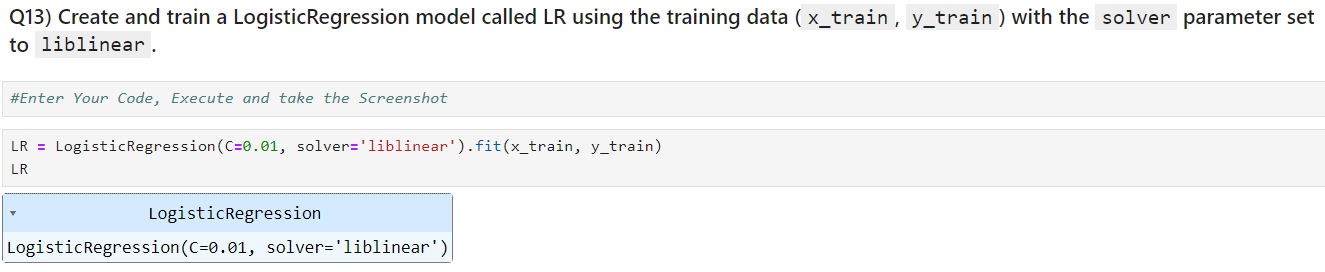 Q13) Create and train a LogisticRegression model called LR using the training data ( x_train , y_train ) with the solver parameter set
to liblinear .
#Enter Your Code, Execute and take the Screenshot
LR = LogisticRegression(C=0.01, solver='liblinear').fit(x_train, y_train)
LR
▾ LogisticRegression
LogisticRegression(C=0.01, solver='liblinear')